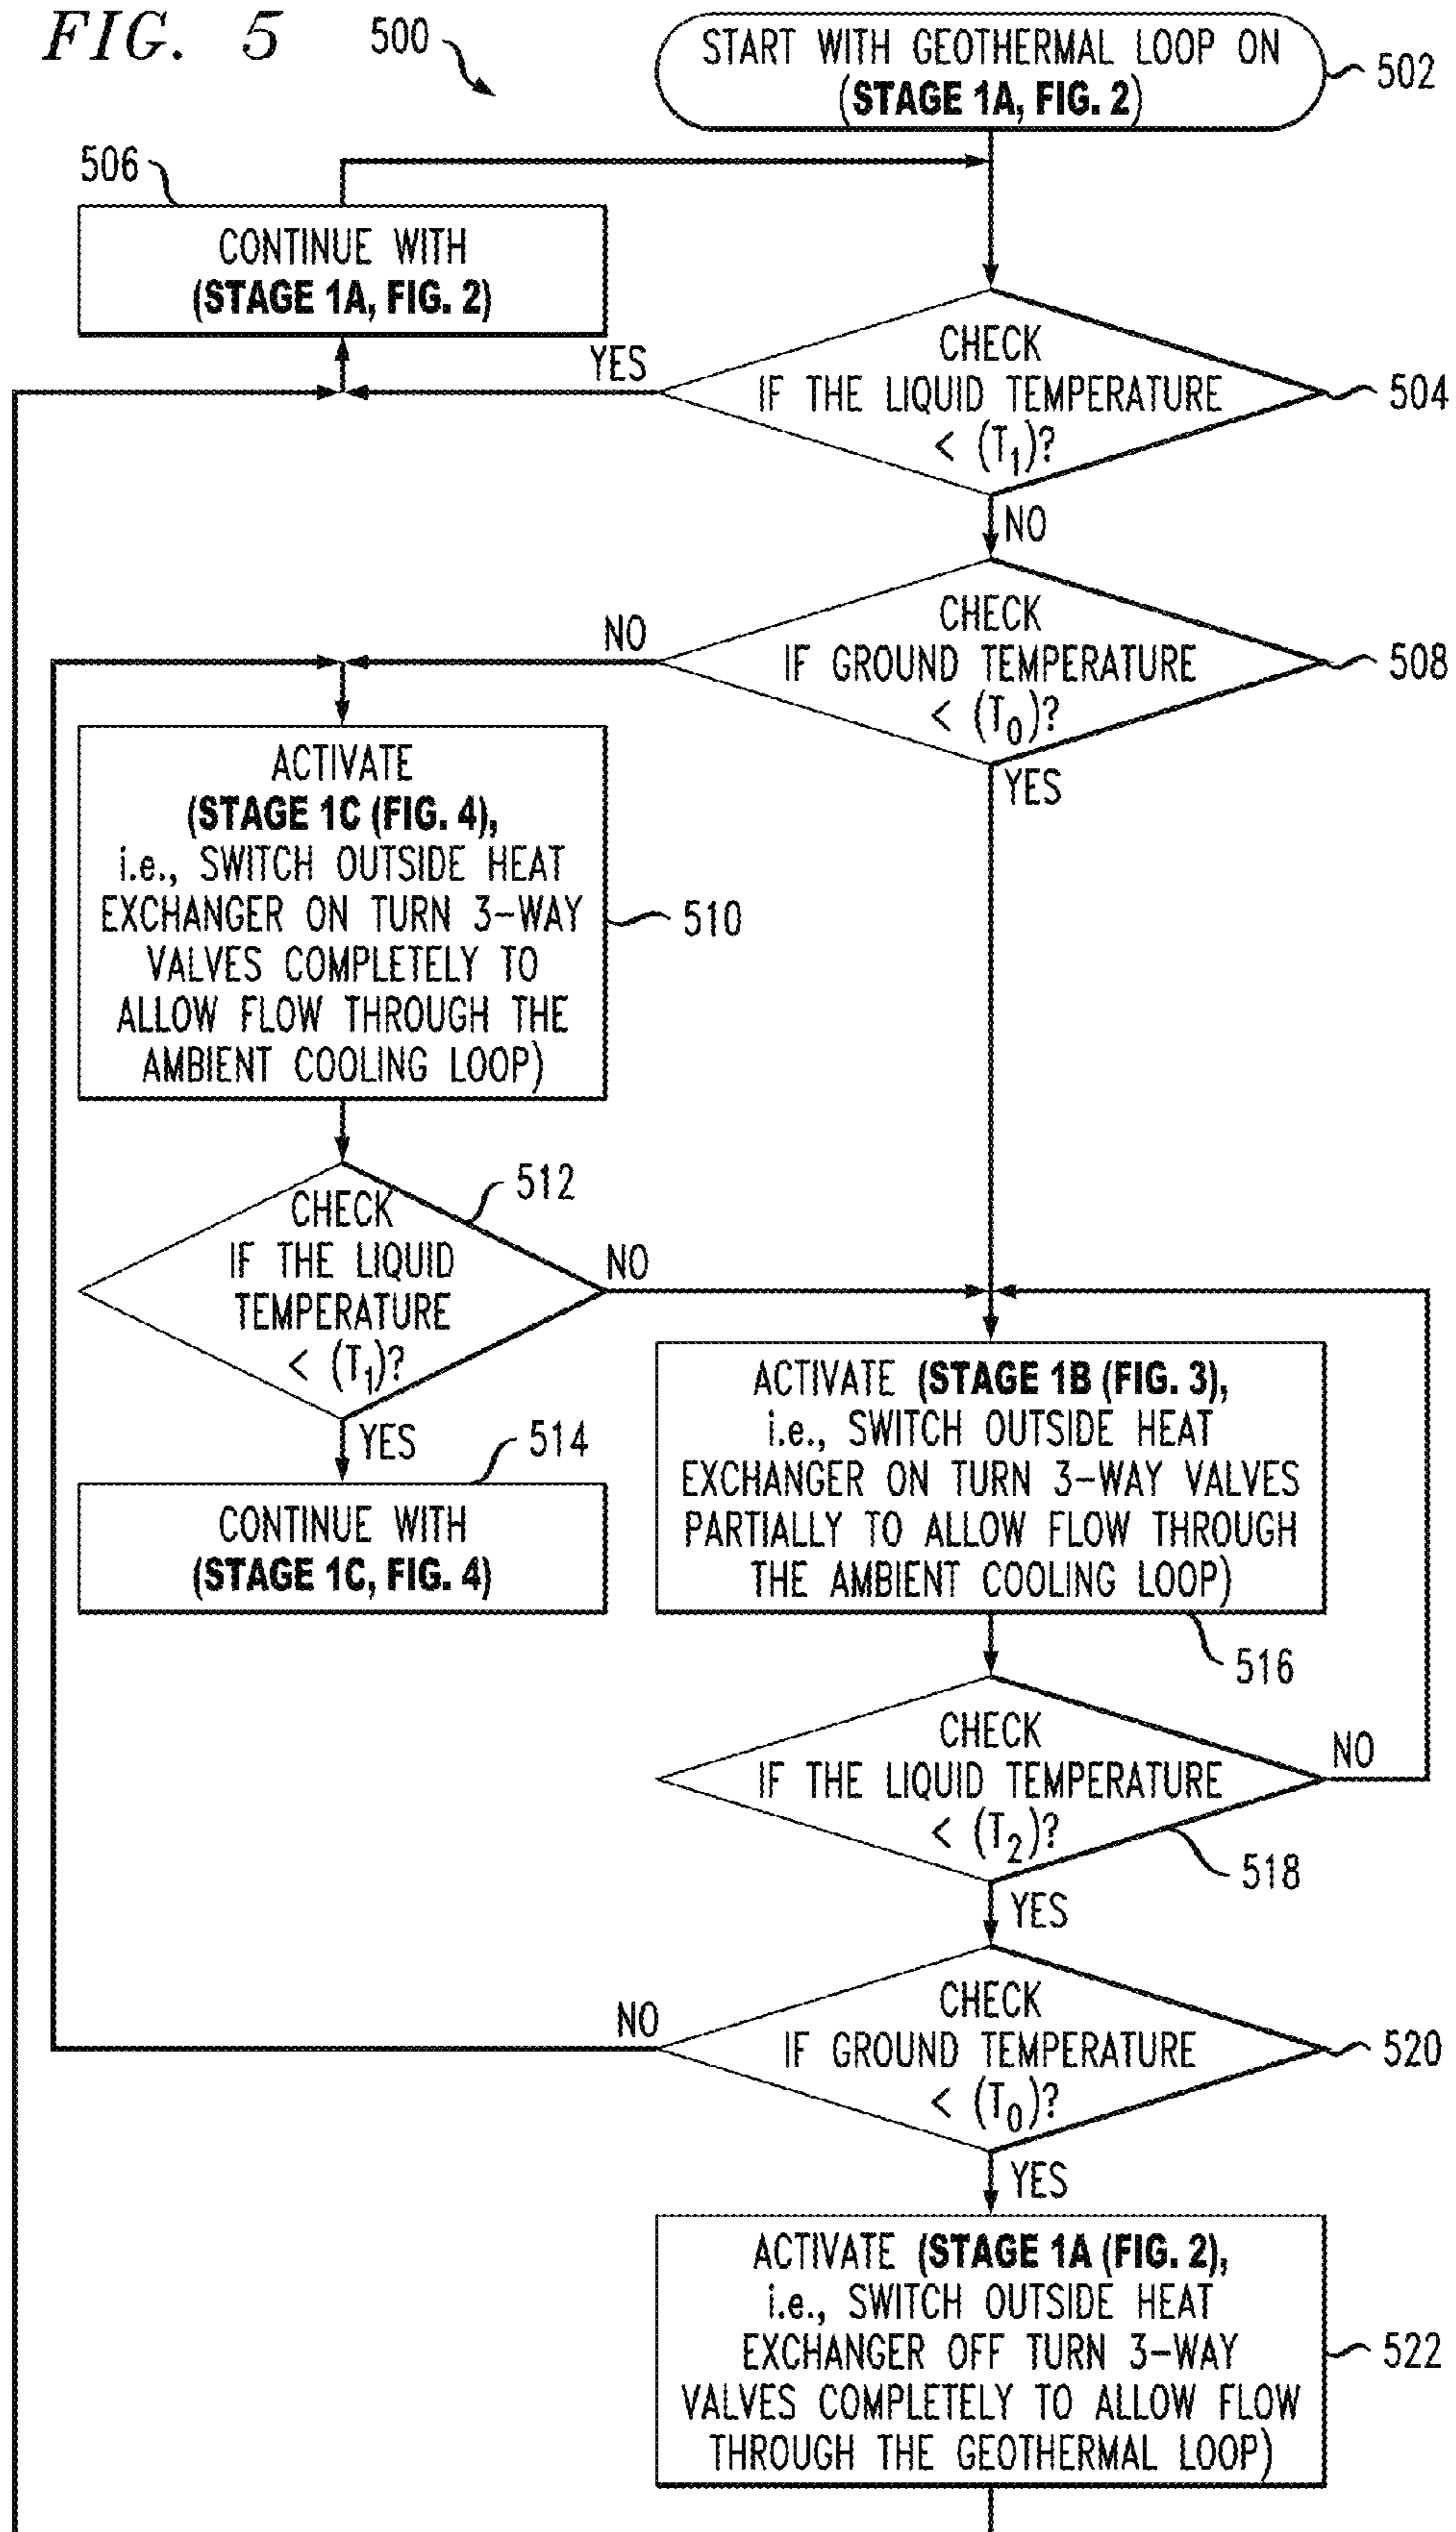 FIG. 5
500
START WITH GEOTHERMAL LOOP ON
(STAGE 1A, FIG. 2)
502
506
CONTINUE WITH
(STAGE 1A, FIG. 2)
CHECK
IF THE LIQUID TEMPERATURE
< (T1)?
504
YES
NO
CHECK
IF GROUND TEMPERATURE
< (T0)?
508
NO
YES
ACTIVATE
(STAGE 1C (FIG. 4),
i.e., SWITCH OUTSIDE HEAT
EXCHANGER ON TURN 3-WAY
VALVES COMPLETELY TO
ALLOW FLOW THROUGH THE
AMBIENT COOLING LOOP)
510
CHECK
IF THE LIQUID
TEMPERATURE
< (T1)?
512
NO
YES
514
CONTINUE WITH
(STAGE 1C, FIG. 4)
ACTIVATE (STAGE 1B (FIG. 3),
i.e., SWITCH OUTSIDE HEAT
EXCHANGER ON TURN 3-WAY VALVES
PARTIALLY TO ALLOW FLOW THROUGH
THE AMBIENT COOLING LOOP)
516
CHECK
IF THE LIQUID TEMPERATURE
< (T2)?
NO
518
YES
CHECK
IF GROUND TEMPERATURE
< (T0)?
NO
520
YES
ACTIVATE (STAGE 1A (FIG. 2),
i.e., SWITCH OUTSIDE HEAT
EXCHANGER OFF TURN 3-WAY
VALVES COMPLETELY TO ALLOW FLOW
THROUGH THE GEOTHERMAL LOOP)
522